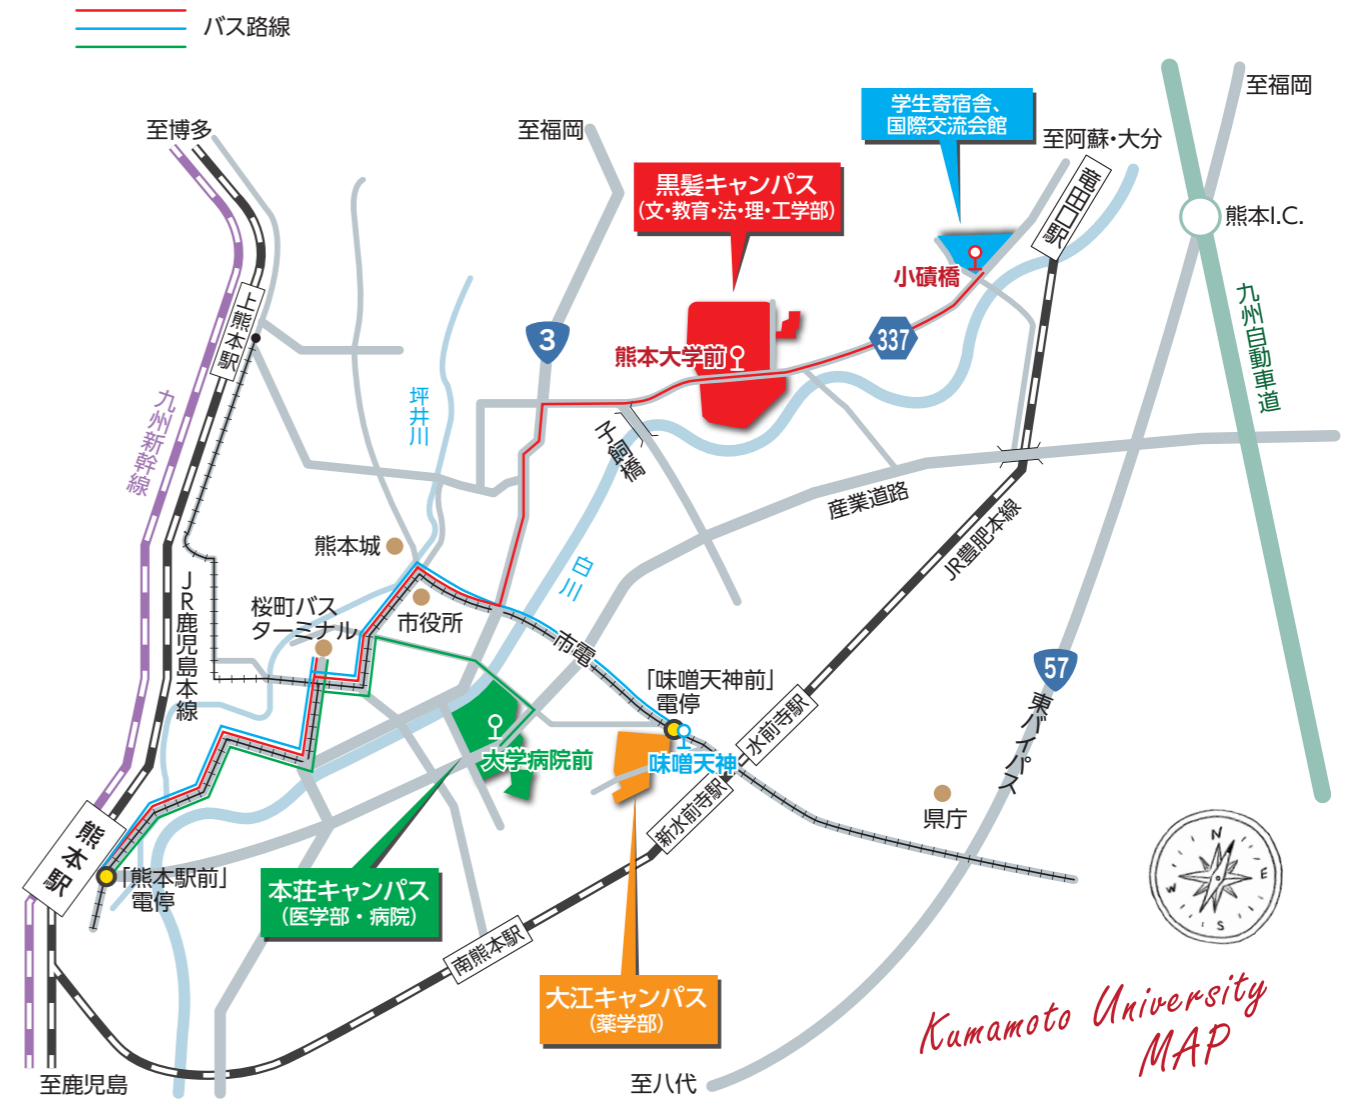 バス路線
至博多
至福岡
学生寄宿舎、
国際交流会館
至阿蘇・大分
至福岡
黒髪キャンパス
(文・教育・法・理・工学部)
竜田口駅
熊本I.C.
小磧橋
九州自動車道
上熊本駅
3
337
熊本大学前
坪井川
九州新幹線
子飼橋
産業道路
JR豊肥本線
熊本城
白川
JR鹿児島本線
桜町バス
ターミナル
市役所
市電
「味噌天神前」
電停
57
東バイパス
水前寺駅
大学病院前
味噌天神
新水前寺駅
県庁
熊本駅
「熊本駅前」
電停
本荘キャンパス
(医学部・病院)
南熊本駅
大江キャンパス
(薬学部)
N
E
W
S
Kumamoto University
MAP
至鹿児島
至八代